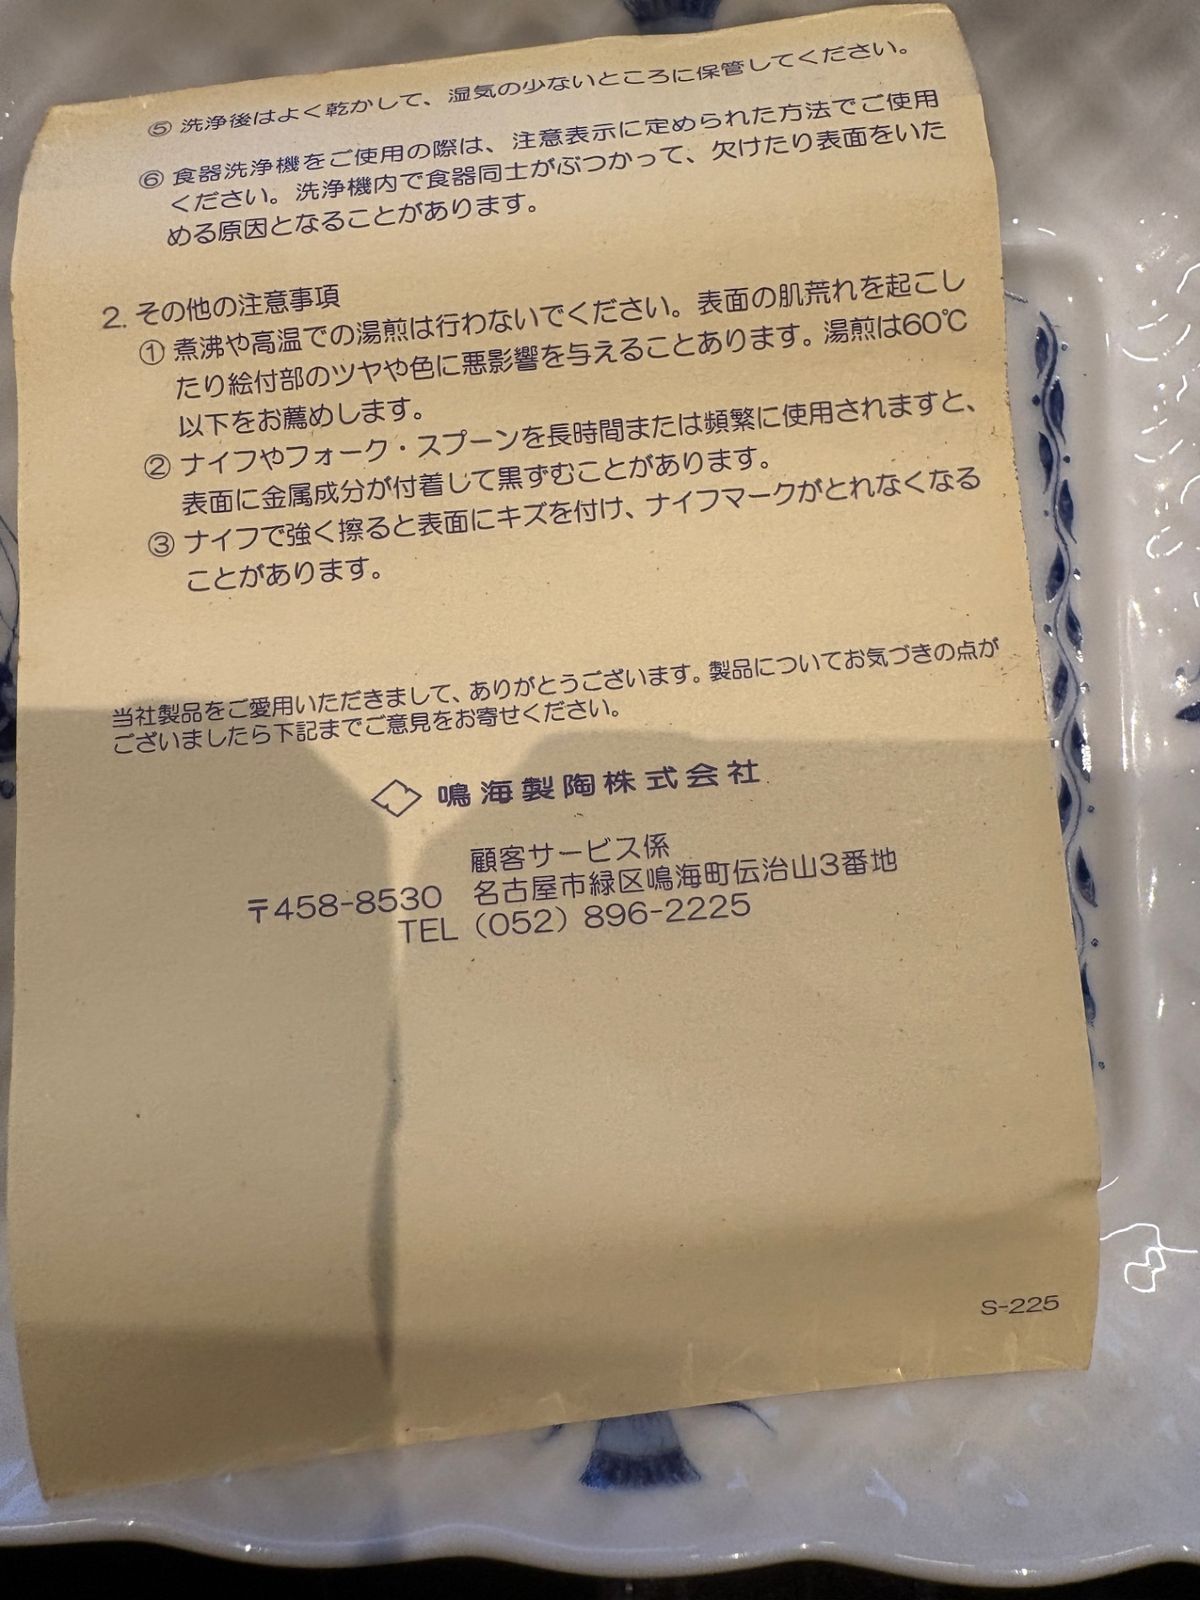 ⑤ 洗浄後はよく乾かして、湿気の少ないところに保管してください。
⑥ 食器洗浄機をご使用の際は、注意表示に定められた方法でご使用
ください。洗浄機内で食器同士がぶつかって、欠けたり表面をいた
める原因となることがあります。
2. その他の注意事項
① 煮沸や高温での湯煎は行わないでください。表面の肌荒れを起こし
たり絵付部のツヤや色に悪影響を与えることあります。湯煎は60℃
以下をお薦めします。
② ナイフやフォーク・スプーンを長時間または頻繁に使用されますと、
表面に金属成分が付着して黒ずむことがあります。
③ ナイフで強く擦ると表面にキズを付け、ナイフマークがとれなくなる
ことがあります。
当社製品をご愛用いただきまして、ありがとうございます。製品についてお気づきの点が
ございましたら下記までご意見をお寄せください。
鳴海製陶株式会社
顧客サービス係
〒458-8530 名古屋市緑区鳴海町伝治山3番地
TEL（052）896-2225
S-225